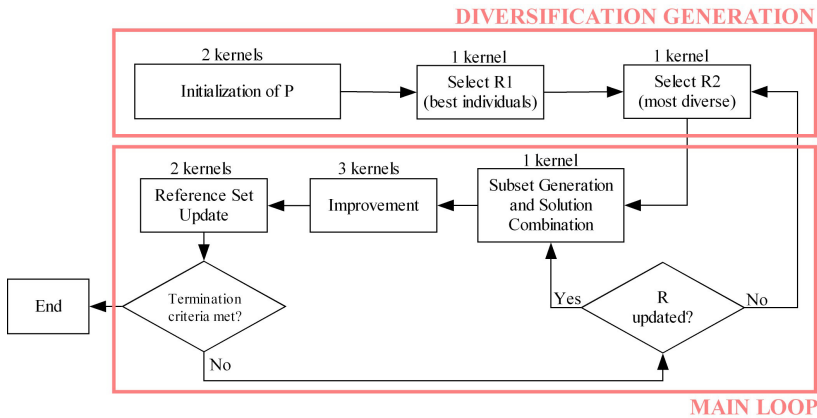 DIVERSIFICATION GENERATION
2 kernels
1 kernel
1 kernel
Initialization of P
Select R1
(best individuals)
Select R2
(most diverse)
2 kernels
3 kernels
1 kernel
Reference Set
Update
Improvement
Subset Generation
and Solution
Combination
End
Termination
criteria met?
Yes
R
updated?
No
No
MAIN LOOP